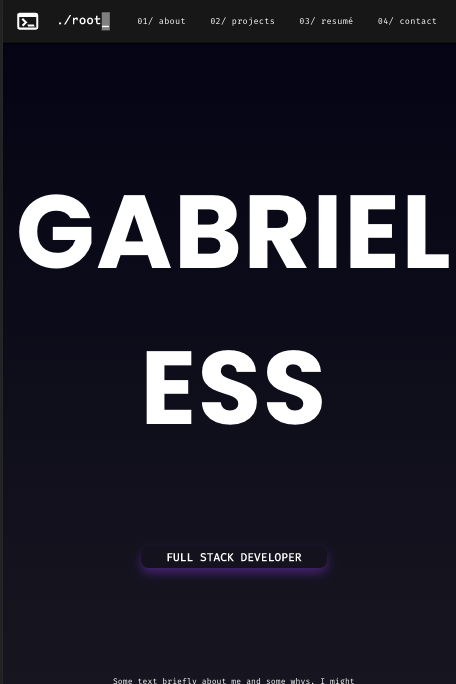 ./root_
01/ about
02/ projects
03/ resumé
04/ contact
GABRIEL
ESS
FULL STACK DEVELOPER
Some text briefly about me and some whys. I might